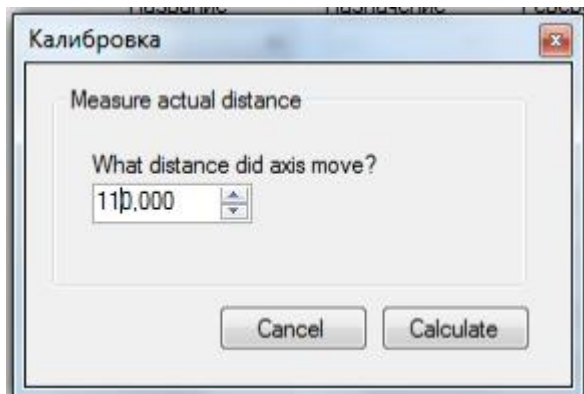 Калибровка
Measure actual distance
What distance did axis move?
110,000
Cancel
Calculate